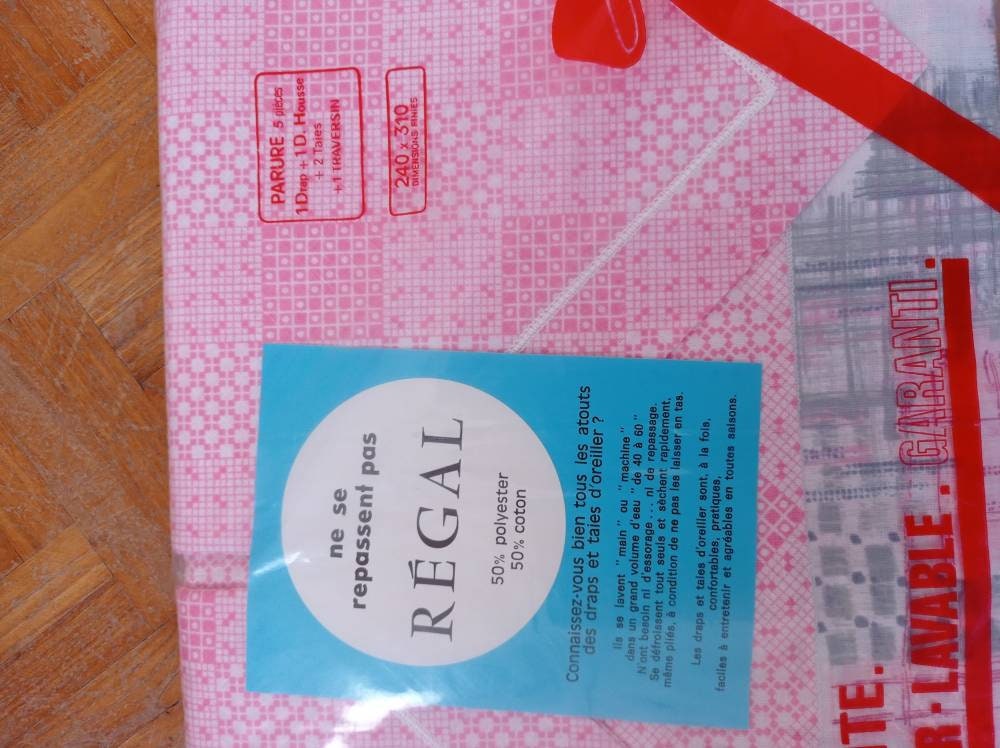 PARURE 5 pièces
1 Drap + 1 D. Housse
+ 2 Taies
+ 1 TRAVERSIN
240 x 310
DIMENSIONS FINIES
ne se
repassent pas
RÉGAL
50% polyester
50% coton
Connaissez-vous bien tous les atouts
des draps et taies d'oreiller ?
Ils se lavent " main " ou " machine "
dans un grand volume d'eau " de 40 à 60 "
N'ont besoin ni d'essorage... ni de repassage.
Se défroissent tout seuls et sèchent rapidement,
même pliés, à condition de ne pas les laisser en tas.
Les draps et taies d'oreiller sont, à la fois,
confortables, pratiques,
faciles à entretenir et agréables en toutes saisons.
TE.
R. LAVABLE. GARANTI.